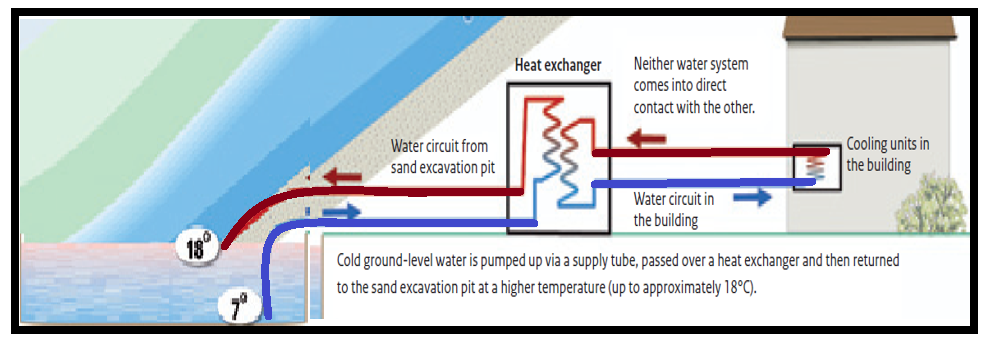 Heat exchanger
Neither water system
comes into direct
contact with the other.
Water circuit from
sand excavation pit
Cooling units in
the building
Water circuit in
the building
18°
7°
Cold ground-level water is pumped up via a supply tube, passed over a heat exchanger and then returned
to the sand excavation pit at a higher temperature (up to approximately 18°C).